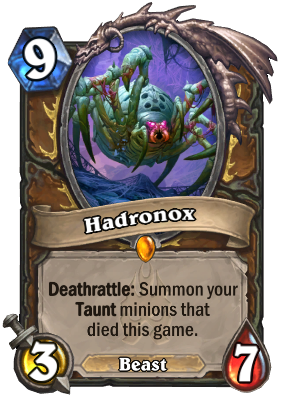 9
Hadronox
Deathrattle: Summon your
Taunt minions that
died this game.
3
Beast
7